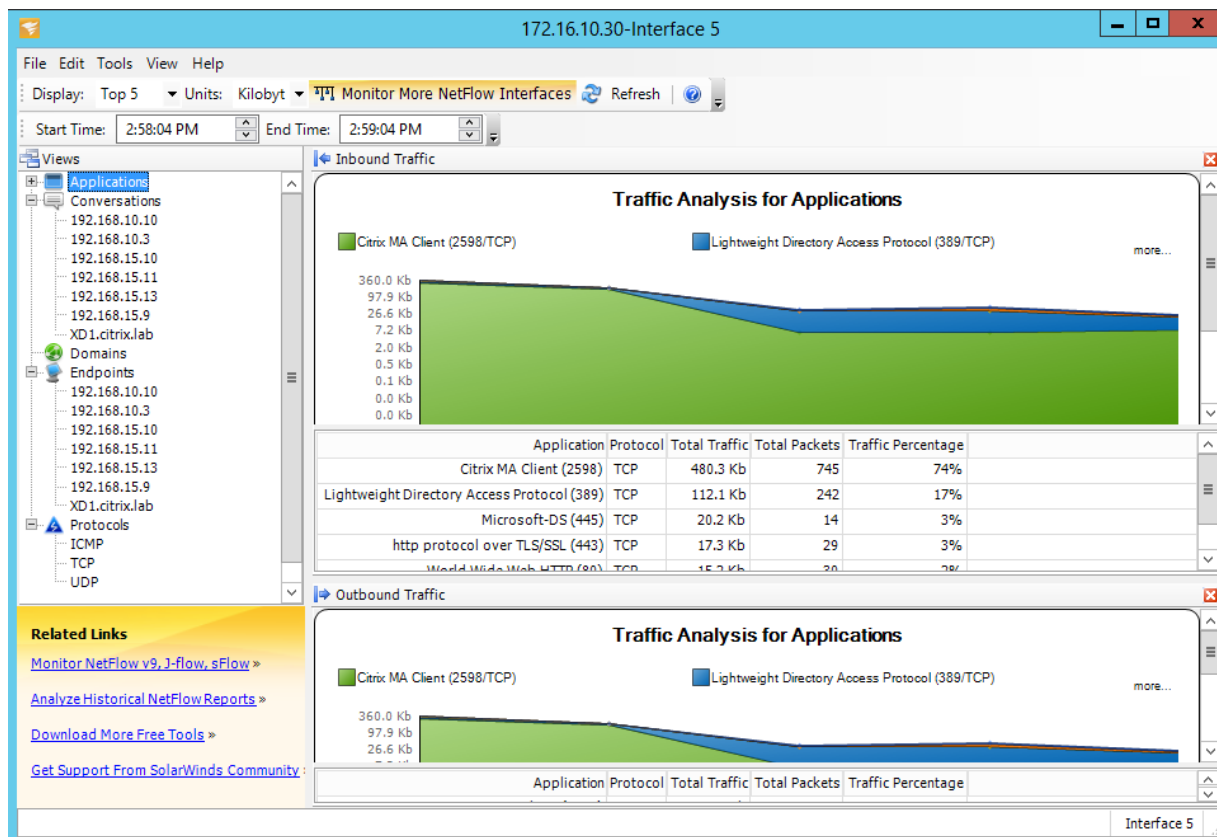 172.16.10.30-Interface 5
File Edit Tools View Help
Display: Top 5 Units: Kilobyt Monitor More NetFlow Interfaces Refresh
Start Time: 2:58:04 PM End Time: 2:59:04 PM
Views
Applications
Conversations
192.168.10.10
192.168.10.3
192.168.15.10
192.168.15.11
192.168.15.13
192.168.15.9
XD1.citrix.lab
Domains
Endpoints
192.168.10.10
192.168.10.3
192.168.15.10
192.168.15.11
192.168.15.13
192.168.15.9
XD1.citrix.lab
Protocols
ICMP
TCP
UDP
Related Links
Monitor NetFlow v9, J-flow, sFlow »
Analyze Historical NetFlow Reports »
Download More Free Tools »
Get Support From SolarWinds Community
Inbound Traffic
Traffic Analysis for Applications
Citrix MA Client (2598/TCP) Lightweight Directory Access Protocol (389/TCP) more...
360.0 Kb
97.9 Kb
26.6 Kb
7.2 Kb
2.0 Kb
0.5 Kb
0.1 Kb
0.0 Kb
0.0 Kb
Application Protocol Total Traffic Total Packets Traffic Percentage
Citrix MA Client (2598) TCP 480.3 Kb 745 74%
Lightweight Directory Access Protocol (389) TCP 112.1 Kb 242 17%
Microsoft-DS (445) TCP 20.2 Kb 14 3%
http protocol over TLS/SSL (443) TCP 17.3 Kb 29 3%
World Wide Web HTTP (80) TCP 15.2 Kb 30 2%
Outbound Traffic
Traffic Analysis for Applications
Citrix MA Client (2598/TCP) Lightweight Directory Access Protocol (389/TCP) more...
360.0 Kb
97.9 Kb
26.6 Kb
Application Protocol Total Traffic Total Packets Traffic Percentage
Interface 5